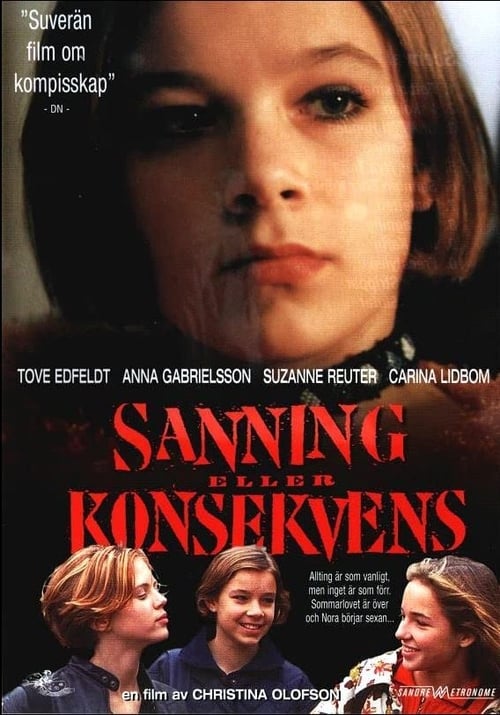 "Suverän
film om
kompisskap"
- DN -
TOVE EDFELDT ANNA GABRIELSSON SUZANNE REUTER CARINA LIDBOM
SANNING
ELLER
KONSEKVENS
Allting är som vanligt,
men inget är som förr.
Sommarlovet är över
och Nora börjar sexan...
en film av CHRISTINA OLOFSON
SANDREW METRONOME